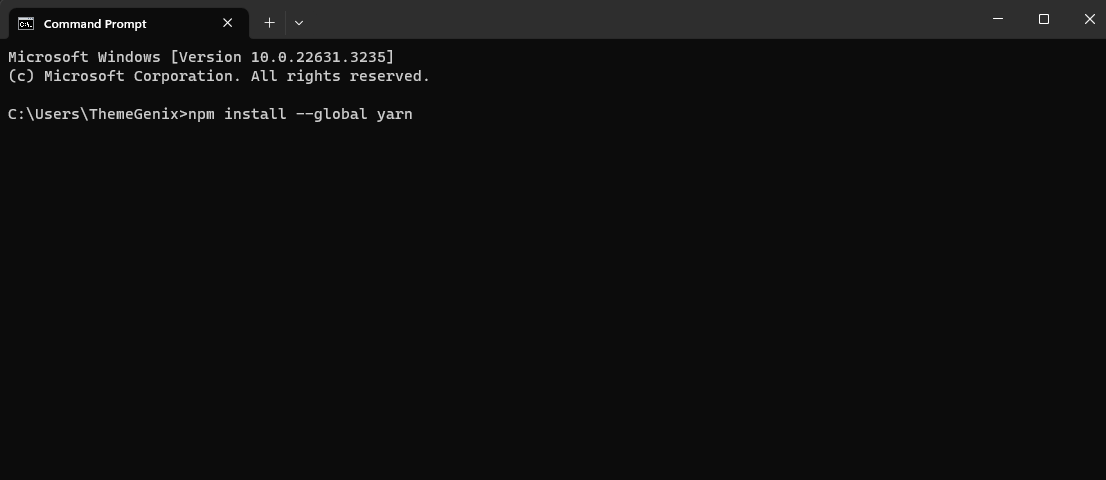 Command Prompt
Microsoft Windows [Version 10.0.22631.3235]
(c) Microsoft Corporation. All rights reserved.
C:\Users\ThemeGenix>npm install --global yarn